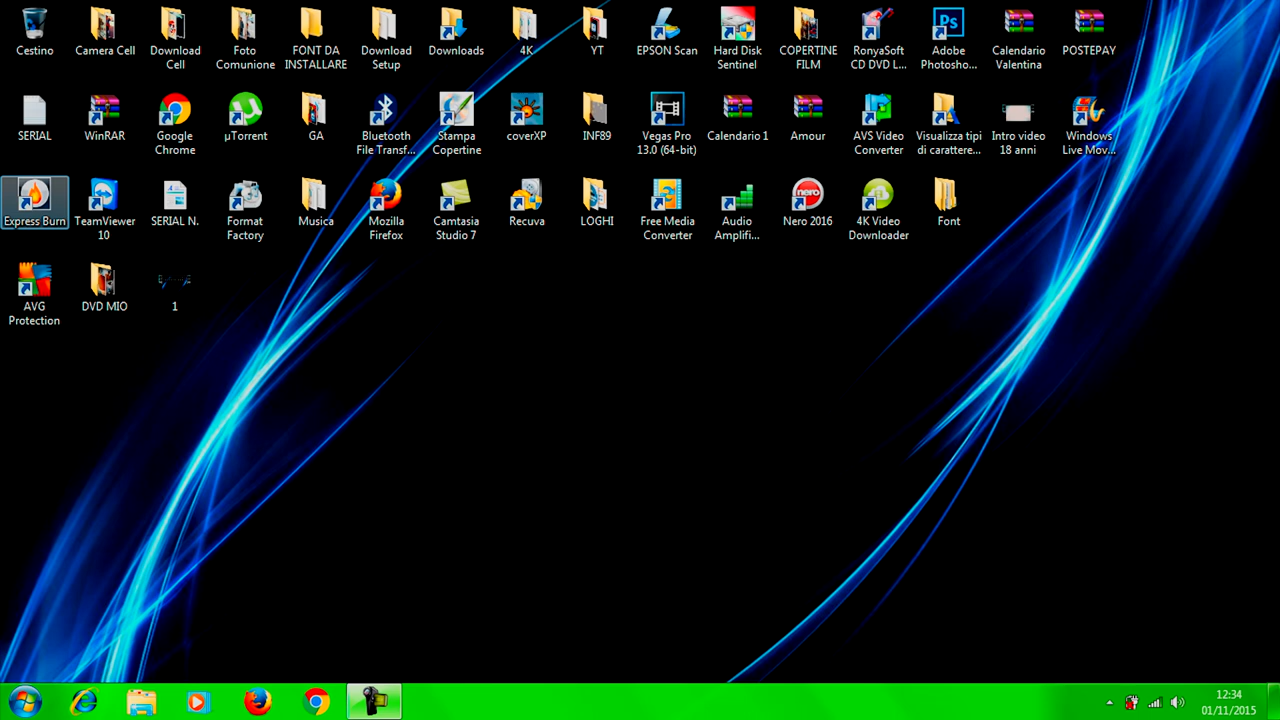 Cestino
Camera Cell
Download
Cell
Foto
Comunione
FONT DA
INSTALLARE
Download
Setup
Downloads
4K
YT
EPSON Scan
Hard Disk
Sentinel
COPERTINE
FILM
RonyaSoft
CD DVD L...
Adobe
Photosho...
Calendario
Valentina
POSTEPAY
SERIAL
WinRAR
Google
Chrome
µTorrent
GA
Bluetooth
File Transf...
Stampa
Copertine
coverXP
INF89
Vegas Pro
13.0 (64-bit)
Calendario 1
Amour
AVS Video
Converter
Visualizza tipi
di carattere...
Intro video
18 anni
Windows
Live Mov...
Express Burn
TeamViewer
10
SERIAL N.
Format
Factory
Musica
Mozilla
Firefox
Camtasia
Studio 7
Recuva
LOGHI
Free Media
Converter
Audio
Amplifi...
nero
Nero 2016
4K Video
Downloader
Font
AVG
Protection
DVD MIO
1
Ps
12:34
01/11/2015